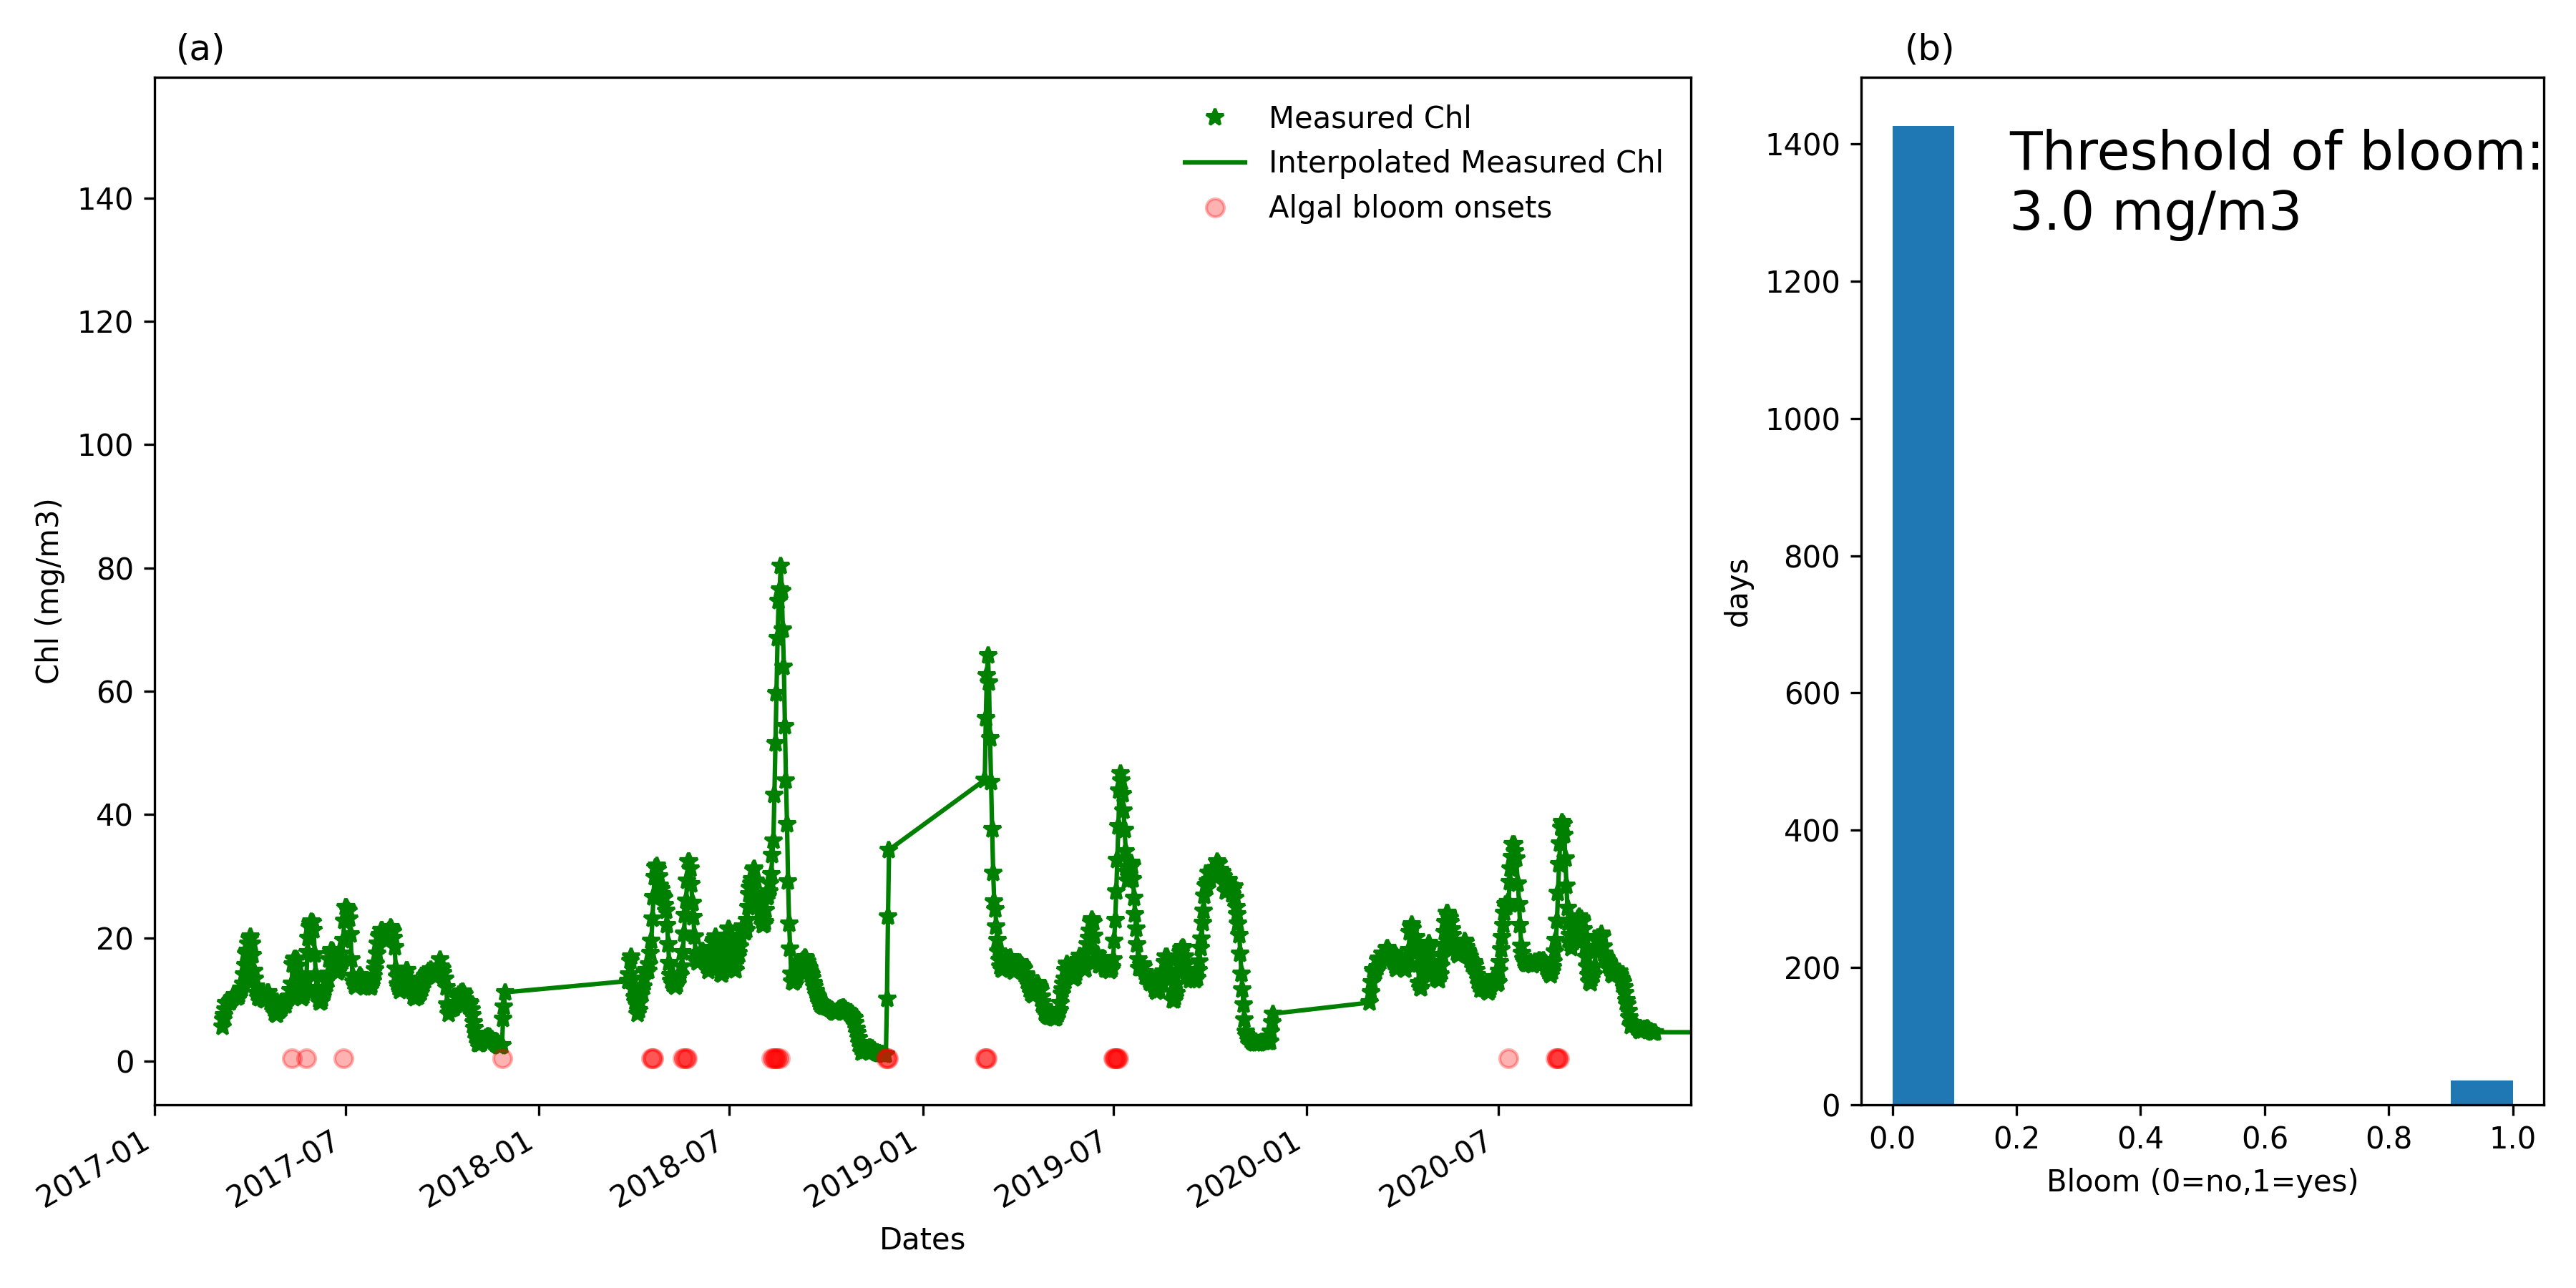 (a)
Measured Chl
Interpolated Measured Chl
Algal bloom onsets
Chl (mg/m3)
140
120
100
80
60
40
20
0
2017-01
2017-07
2018-01
2018-07
2019-01
2019-07
2020-01
2020-07
Dates
(b)
Threshold of bloom:
3.0 mg/m3
days
1400
1200
1000
800
600
400
200
0
0.0 0.2 0.4 0.6 0.8 1.0
Bloom (0=no,1=yes)